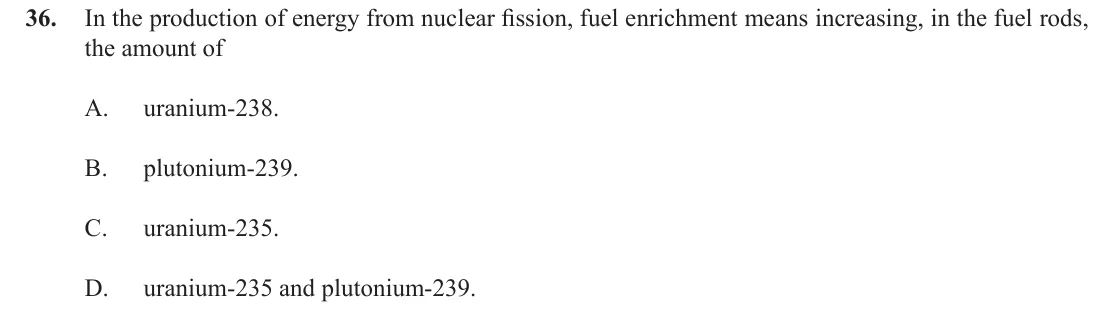 36. In the production of energy from nuclear fission, fuel enrichment means increasing, in the fuel rods,
the amount of
A. uranium-238.
B. plutonium-239.
C. uranium-235.
D. uranium-235 and plutonium-239.